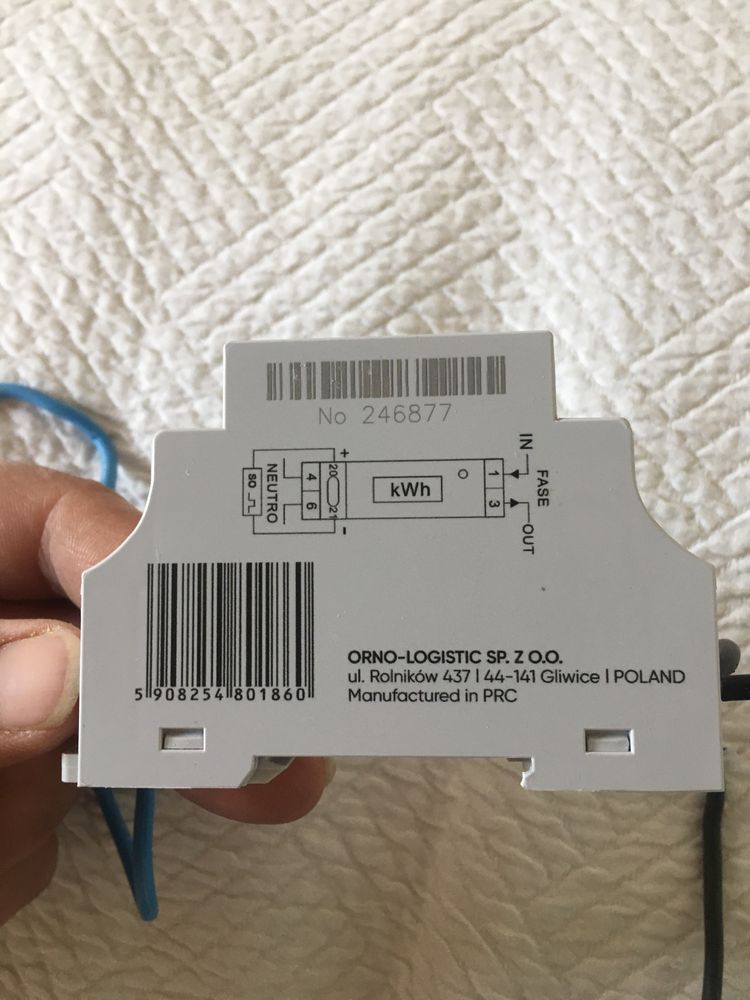 No 246877
IN
FASE
OUT
+
20
21
-
4
6
NEUTRO
SO
kWh
1
3
5 908254 801860
ORNO-LOGISTIC SP. Z O.O.
ul. Rolników 437 | 44-141 Gliwice | POLAND
Manufactured in PRC